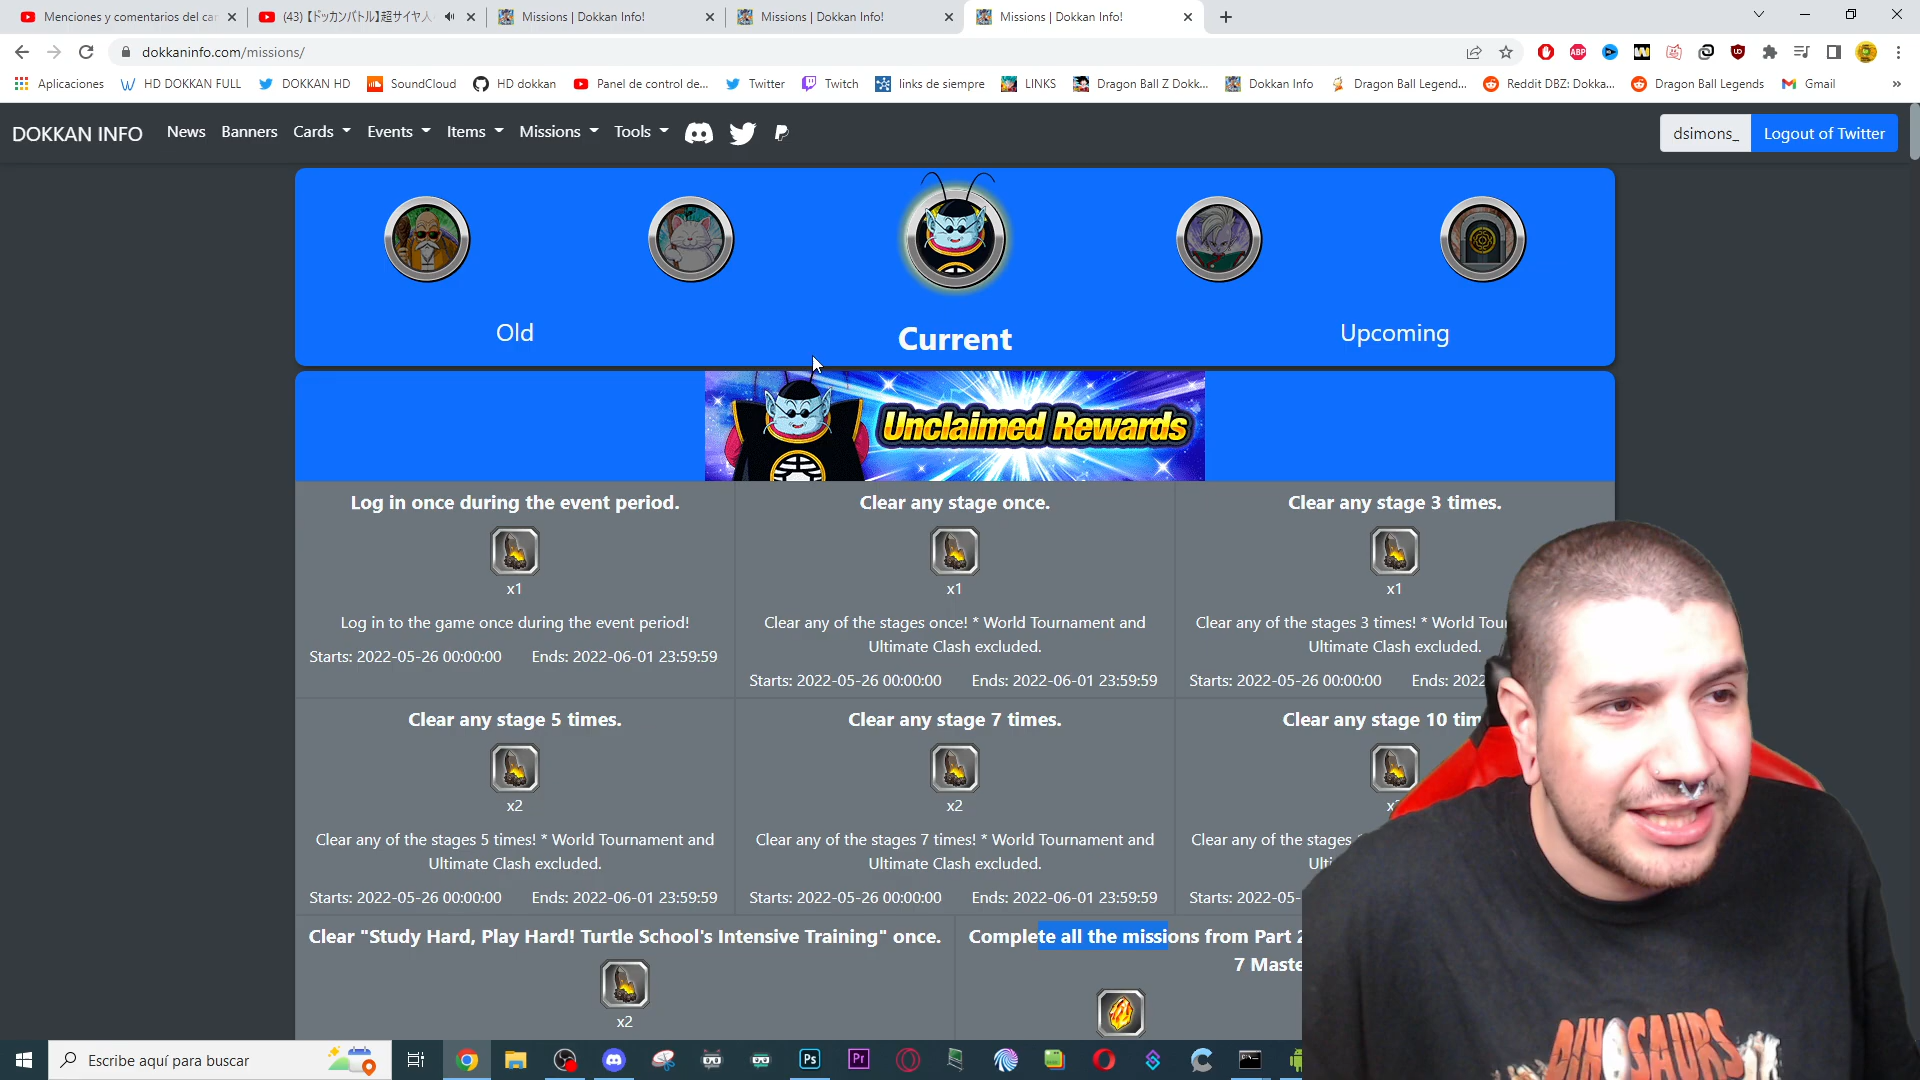 Menciones y comentarios del car
(43) 【ドッカンバトル】超サイヤ人
Missions | Dokkan Info!
Missions | Dokkan Info!
Missions | Dokkan Info!
dokkaninfo.com/missions/
Aplicaciones
HD DOKKAN FULL
DOKKAN HD
SoundCloud
HD dokkan
Panel de control de...
Twitter
Twitch
links de siempre
LINKS
Dragon Ball Z Dokk...
Dokkan Info
Dragon Ball Legend...
Reddit DBZ: Dokka...
Dragon Ball Legends
Gmail
DOKKAN INFO
News
Banners
Cards
Events
Items
Missions
Tools
dsimons_
Logout of Twitter
Old
Current
Upcoming
Unclaimed Rewards
Log in once during the event period.
x1
Log in to the game once during the event period!
Starts: 2022-05-26 00:00:00 Ends: 2022-06-01 23:59:59
Clear any stage once.
x1
Clear any of the stages once! * World Tournament and
Ultimate Clash excluded.
Starts: 2022-05-26 00:00:00 Ends: 2022-06-01 23:59:59
Clear any stage 3 times.
x1
Clear any of the stages 3 times! * World Tou
Ultimate Clash excluded.
Starts: 2022-05-26 00:00:00 Ends: 2022
Clear any stage 5 times.
x2
Clear any of the stages 5 times! * World Tournament and
Ultimate Clash excluded.
Starts: 2022-05-26 00:00:00 Ends: 2022-06-01 23:59:59
Clear any stage 7 times.
x2
Clear any of the stages 7 times! * World Tournament and
Ultimate Clash excluded.
Starts: 2022-05-26 00:00:00 Ends: 2022-06-01 23:59:59
Clear any stage 10 tim
Clear any of the stages
Ulti
Starts: 2022-05-
Clear "Study Hard, Play Hard! Turtle School's Intensive Training" once.
x2
Complete all the missions from Part 2
7 Maste
DINOSAURS
Escribe aquí para buscar